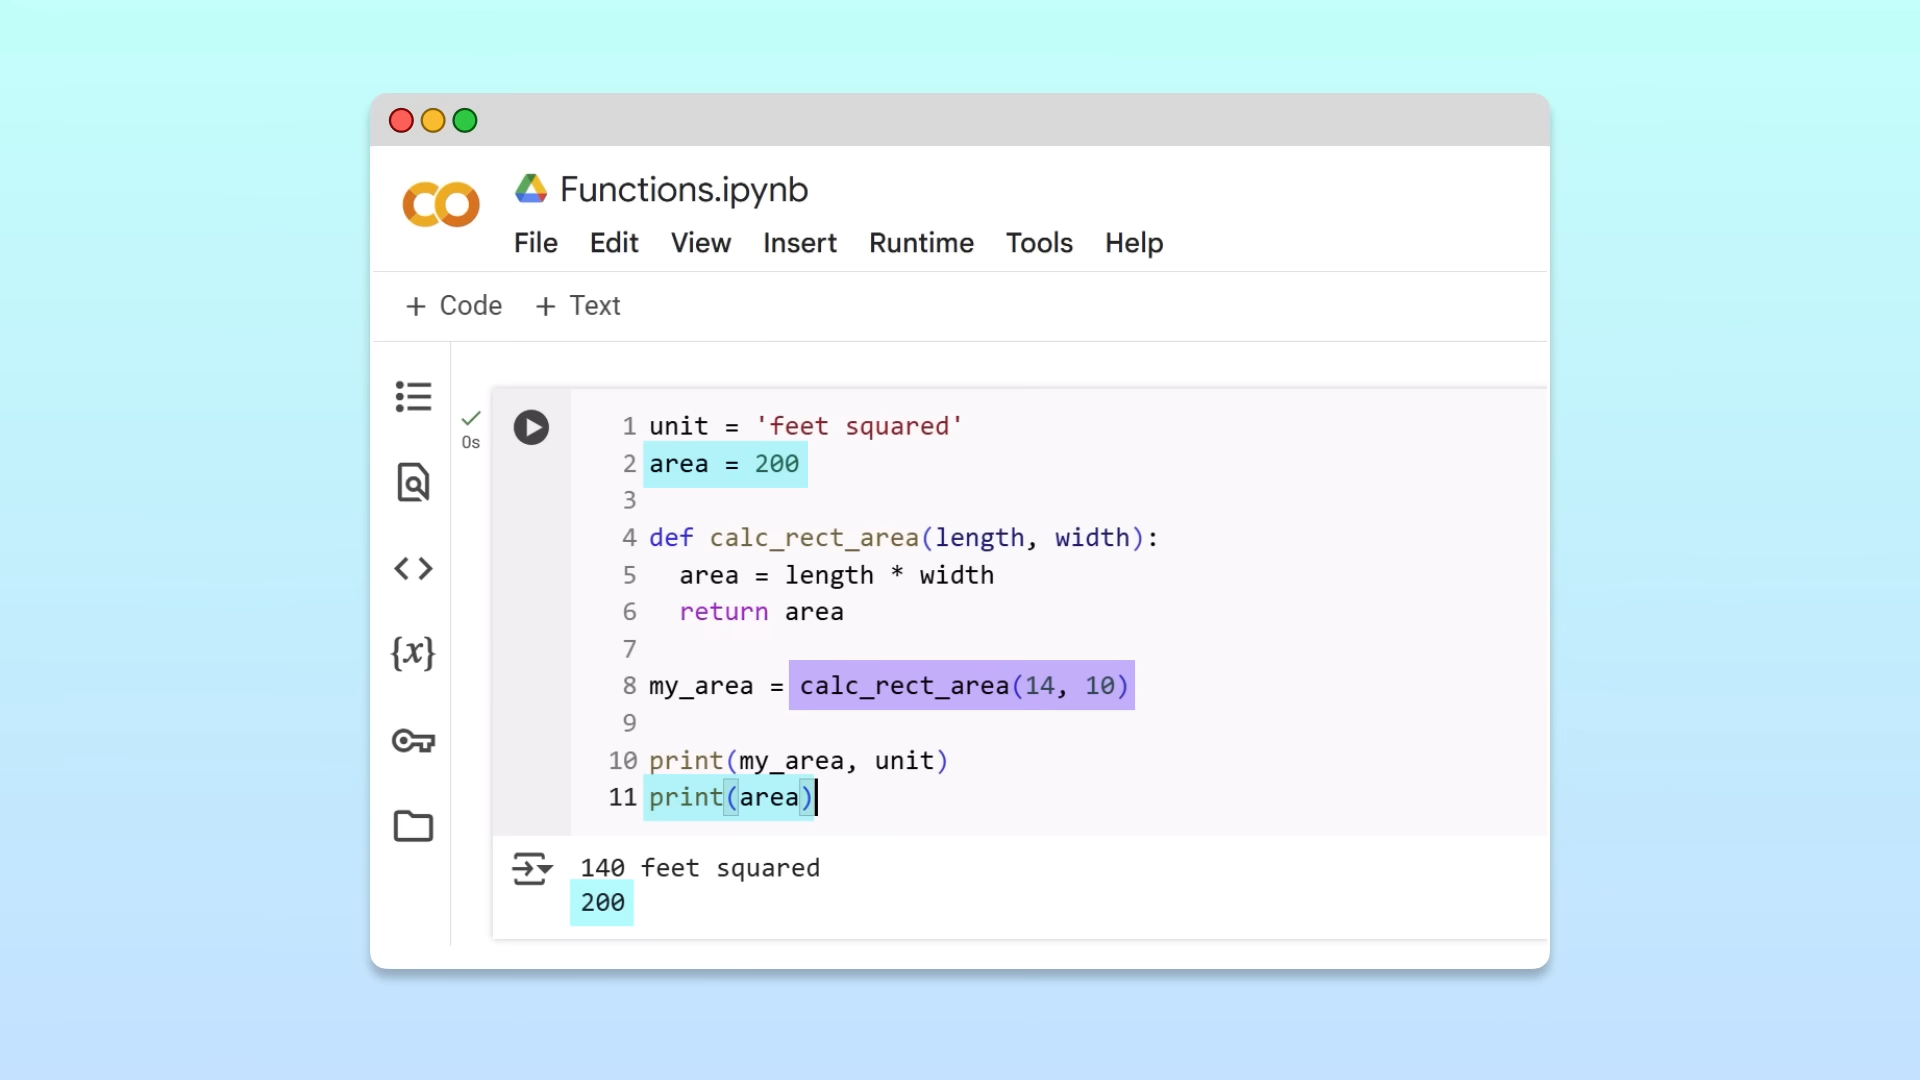 Functions.ipynb
File Edit View Insert Runtime Tools Help
+ Code + Text
0s
1 unit = 'feet squared'
2 area = 200
3
4 def calc_rect_area(length, width):
5   area = length * width
6   return area
7
8 my_area = calc_rect_area(14, 10)
9
10 print(my_area, unit)
11 print(area)
{x}
140 feet squared
200